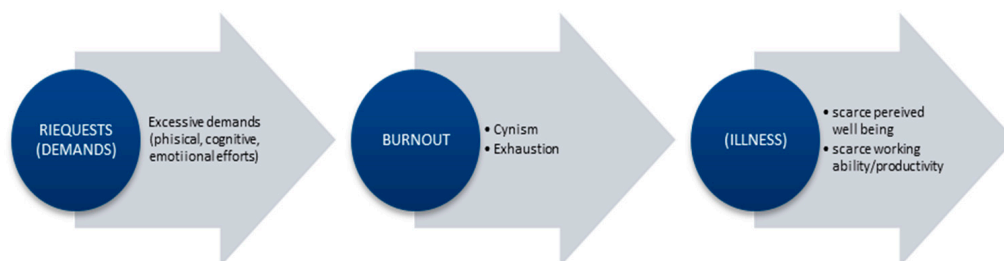 RIEQUESTS
(DEMANDS)
Excessive demands
(phisical, cognitive,
emotiional efforts)
BURNOUT
• Cynism
• Exhaustion
(ILLNESS)
• scarce pereived
well being
• scarce working
ability/productivity